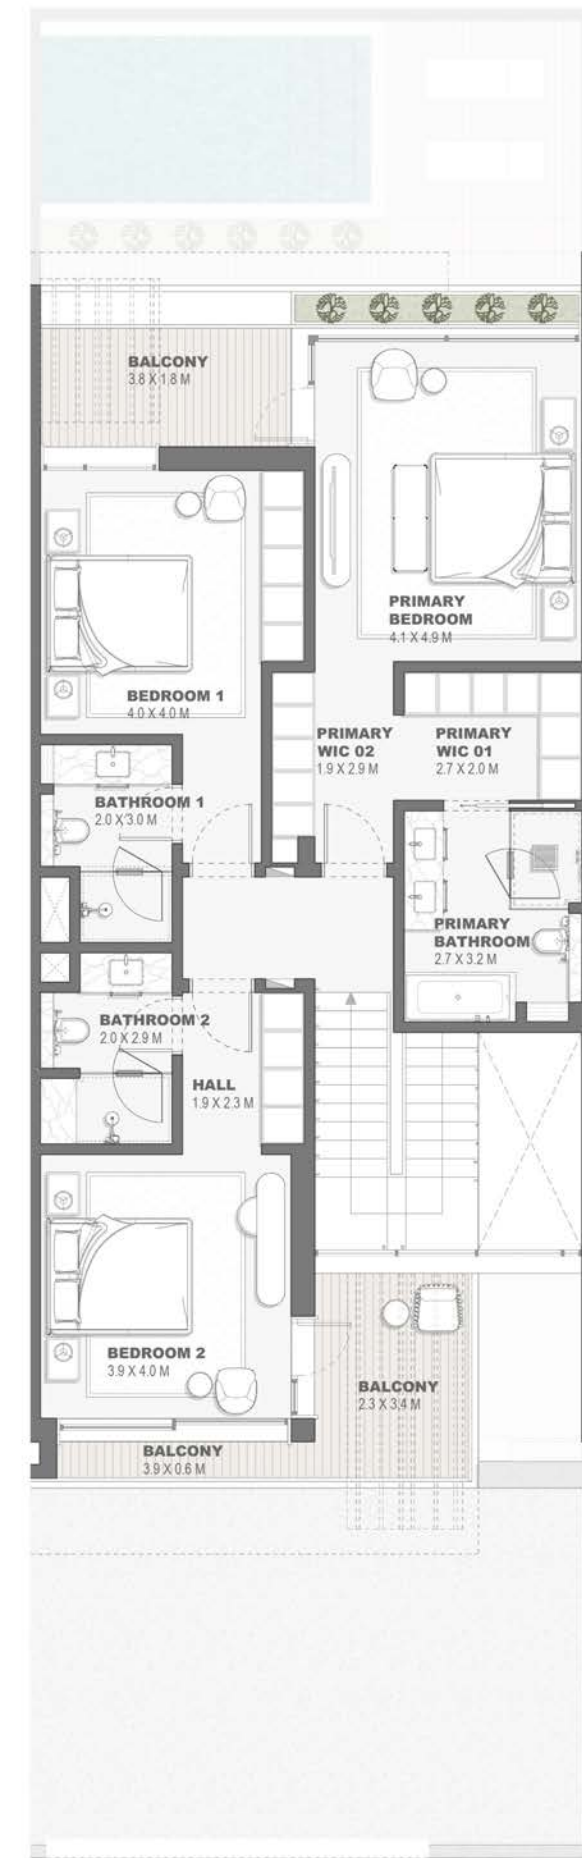 BALCONY
3.8 X 1.8 M
PRIMARY
BEDROOM
4.1 X 4.9 M
BEDROOM 1
4.0 X 4.0 M
PRIMARY
WIC 02
1.9 X 2.9 M
PRIMARY
WIC 01
2.7 X 2.0 M
BATHROOM 1
2.0 X 3.0 M
PRIMARY
BATHROOM
2.7 X 3.2 M
BATHROOM 2
2.0 X 2.9 M
HALL
1.9 X 2.3 M
BEDROOM 2
3.9 X 4.0 M
BALCONY
2.3 X 3.4 M
BALCONY
3.9 X 0.6 M